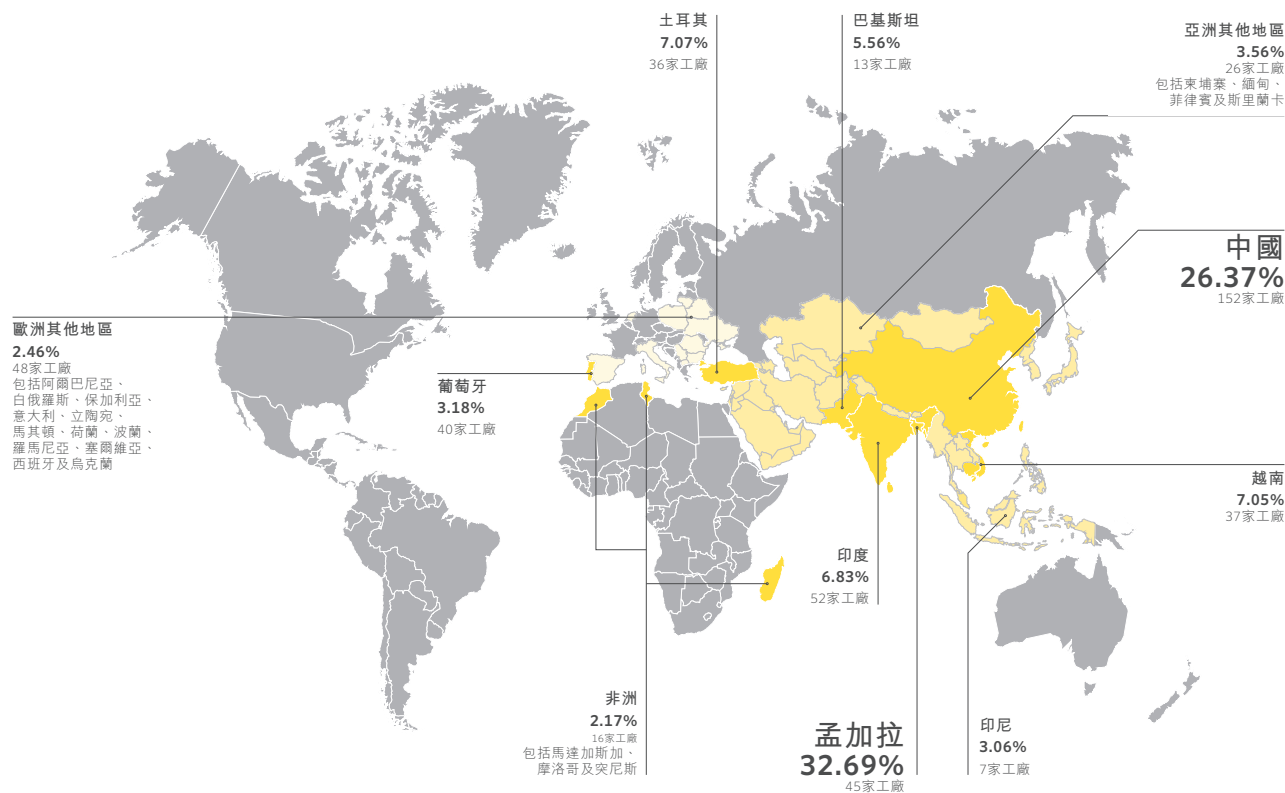 土耳其
7.07%
36家工廠
巴基斯坦
5.56%
13家工廠
亞洲其他地區
3.56%
26家工廠
包括柬埔寨、緬甸、
菲律賓及斯里蘭卡
中國
26.37%
152家工廠
歐洲其他地區
2.46%
48家工廠
包括阿爾巴尼亞、
白俄羅斯、保加利亞、
意大利、立陶宛、
馬其頓、荷蘭、波蘭、
羅馬尼亞、塞爾維亞、
西班牙及烏克蘭
葡萄牙
3.18%
40家工廠
越南
7.05%
37家工廠
印度
6.83%
52家工廠
非洲
2.17%
16家工廠
包括馬達加斯加、
摩洛哥及突尼斯
孟加拉
32.69%
45家工廠
印尼
3.06%
7家工廠